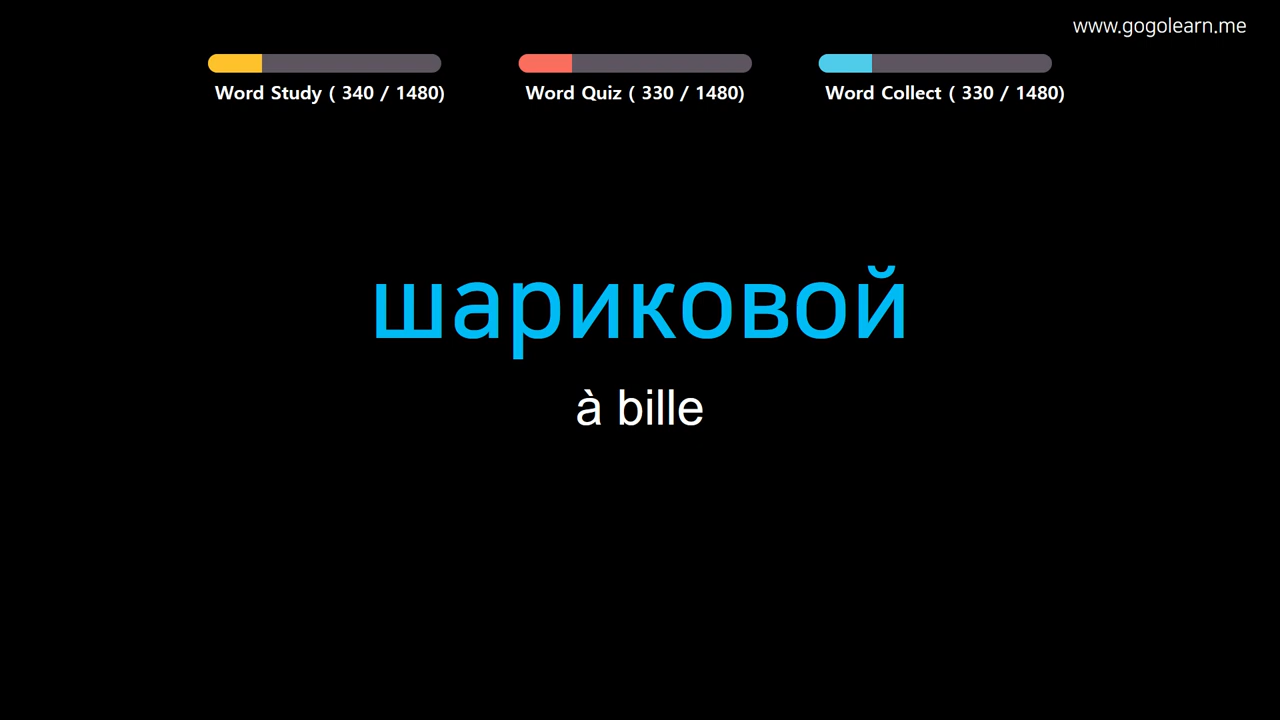 www.gogolearn.me
Word Study ( 340 / 1480)
Word Quiz ( 330 / 1480)
Word Collect ( 330 / 1480)
шариковой
à bille